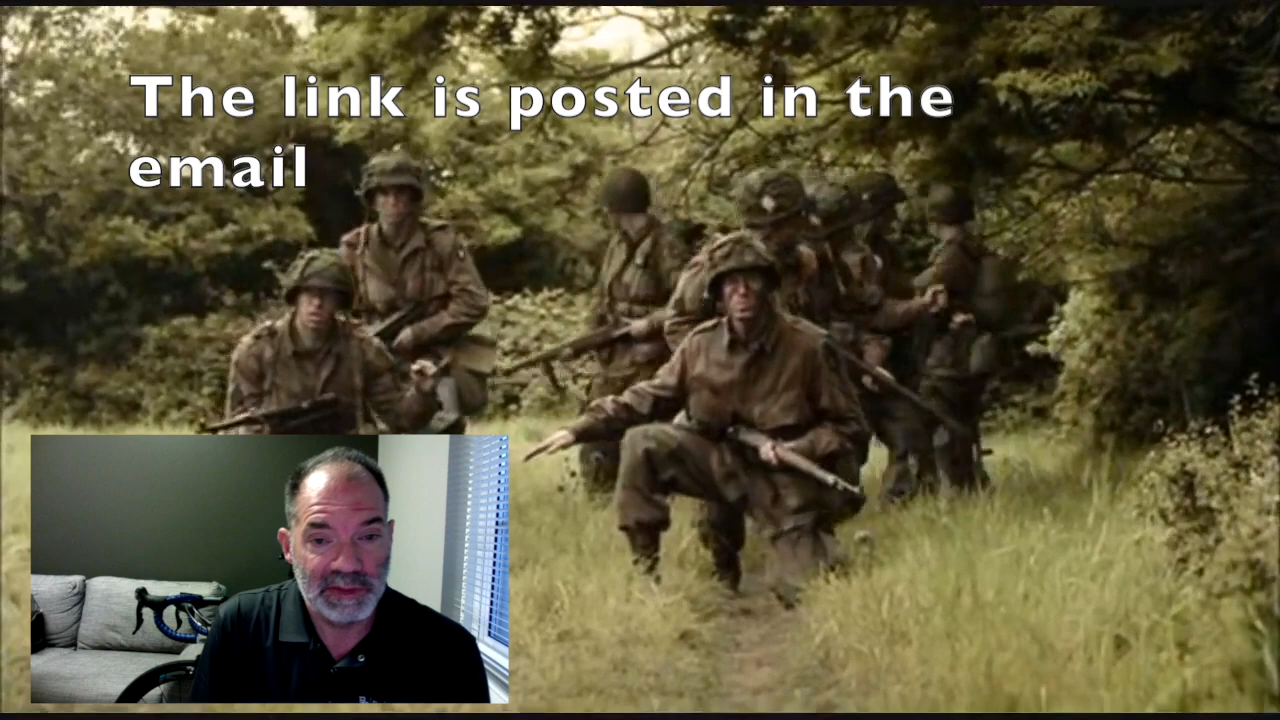 The link is posted in the
email